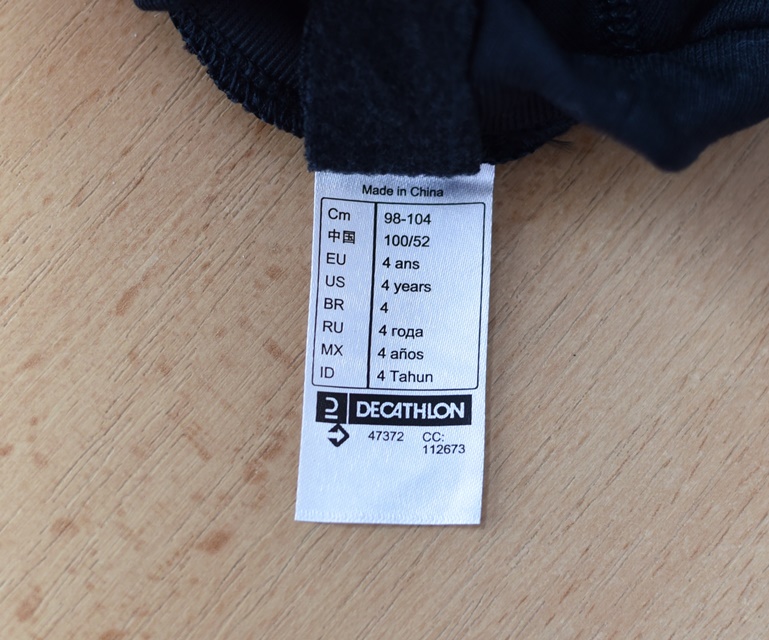 Made in China
Cm 98-104
中国 100/52
EU 4 ans
US 4 years
BR 4
RU 4 года
MX 4 años
ID 4 Tahun
DECATHLON
47372 CC:
112673